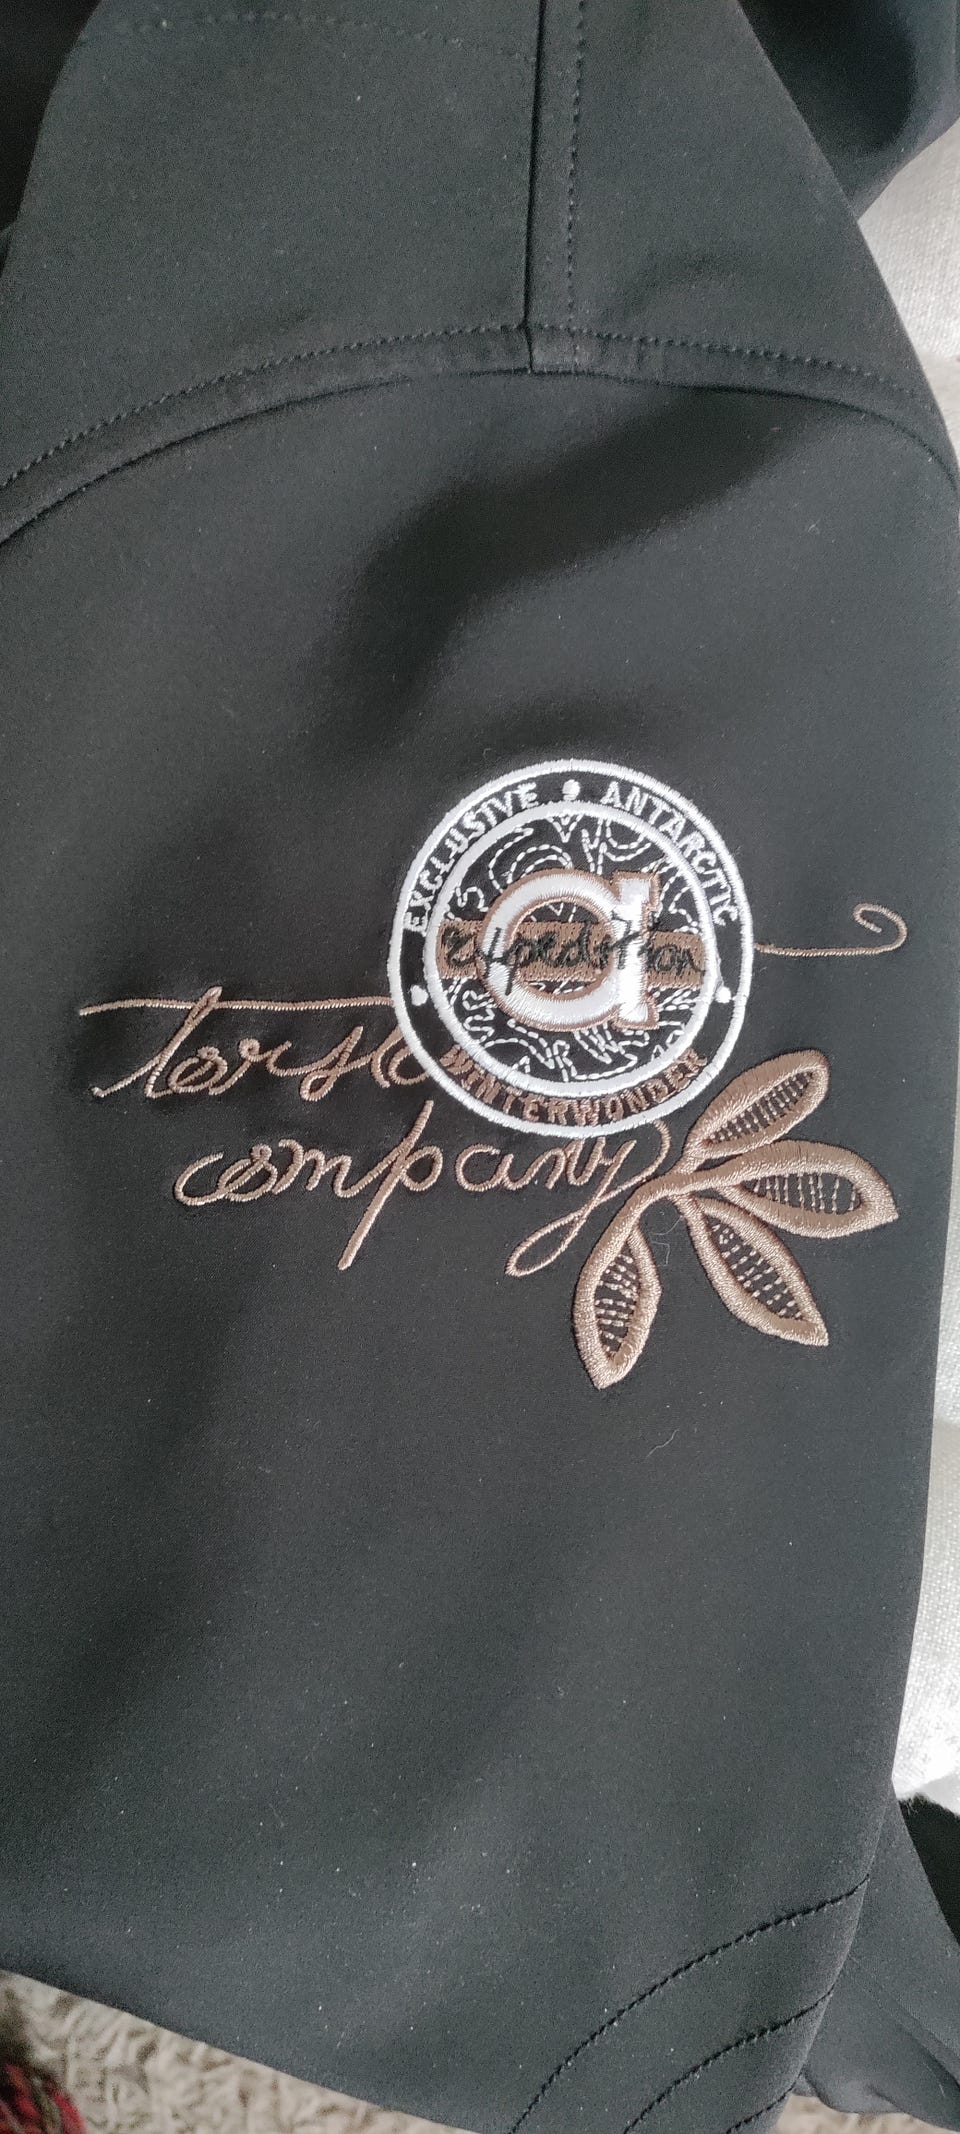 EXCLUSIVE • ANTARCTIC
expedition
WINTERWONDER
company